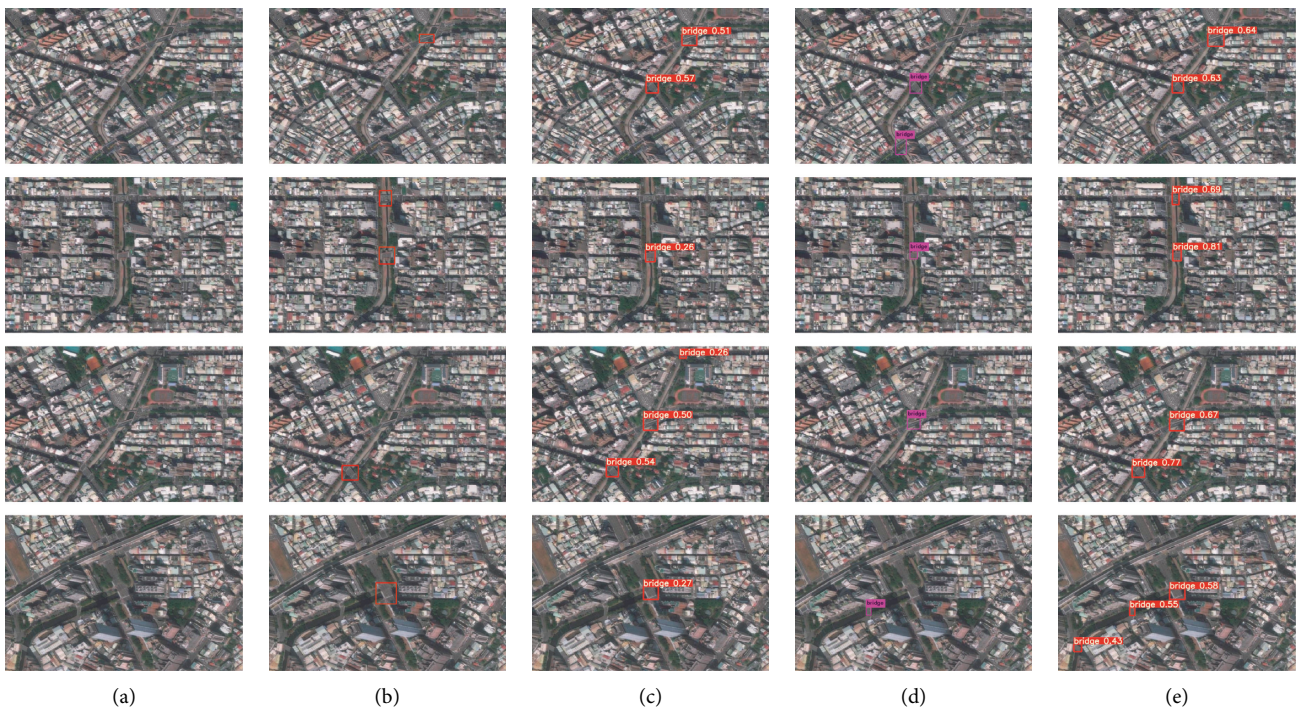 bridge 0.51
bridge 0.57
bridge
bridge
bridge 0.64
bridge 0.63
bridge 0.26
bridge
bridge 0.69
bridge 0.81
bridge 0.26
bridge 0.50
bridge 0.54
bridge
bridge 0.67
bridge 0.77
bridge 0.27
bridge
bridge 0.58
bridge 0.55
bridge 0.43
(a) (b) (c) (d) (e)